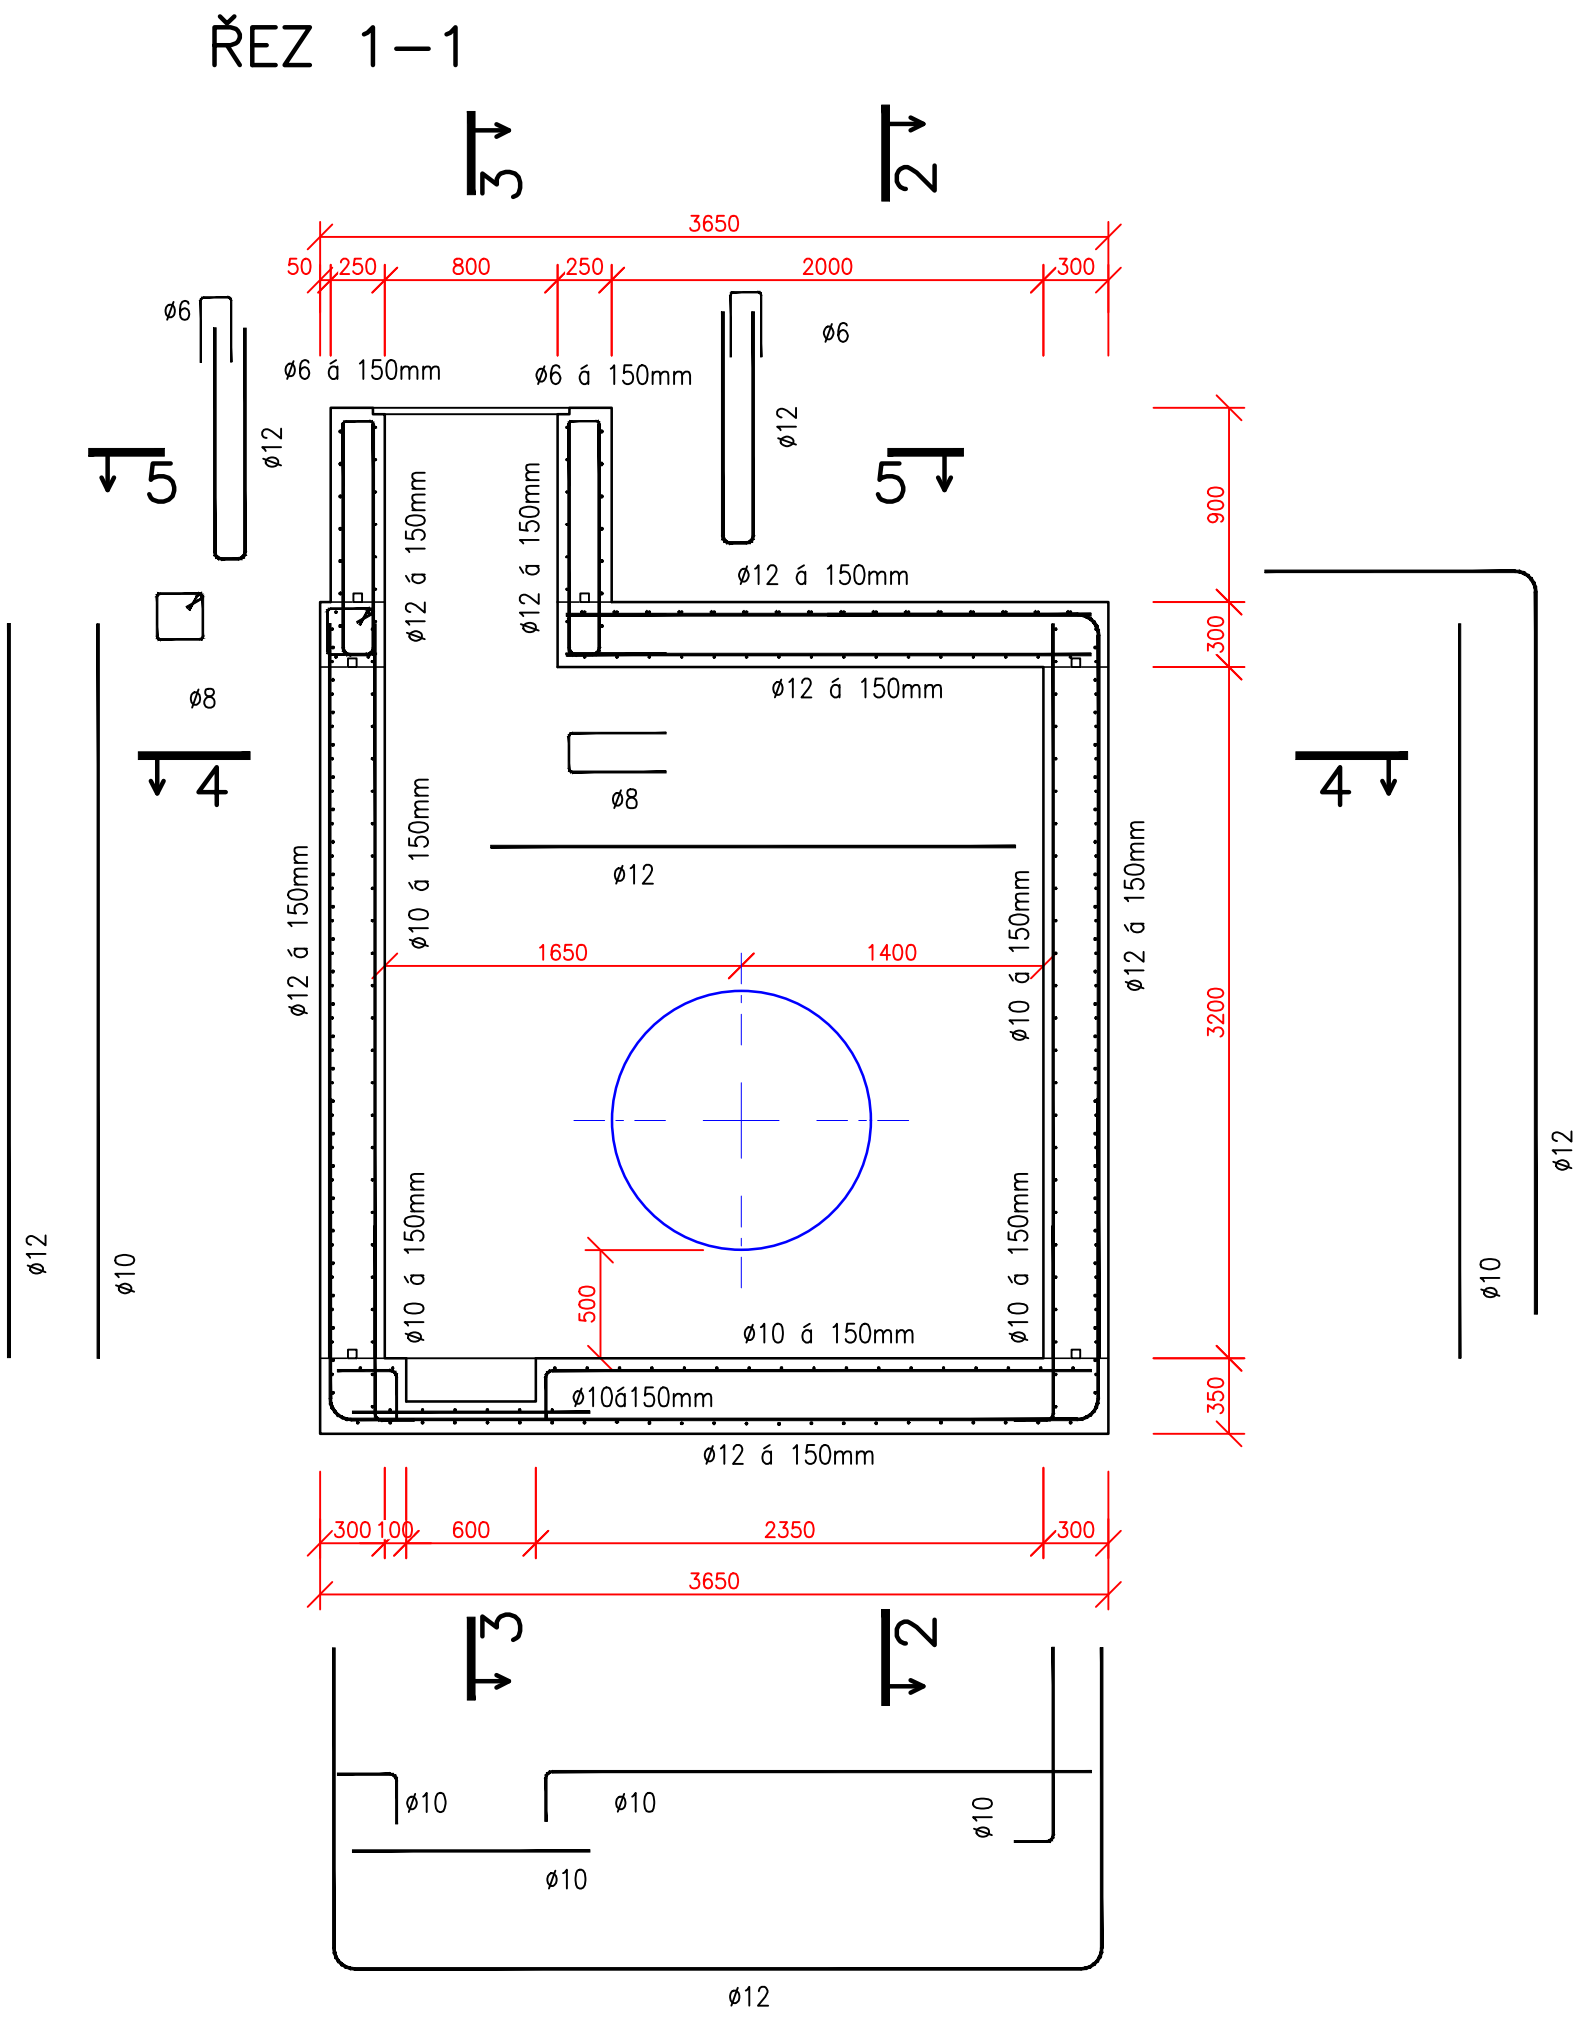 ŘEZ 1-1
3
2
3650
50
250
800
250
2000
300
ø6
ø6
ø6 á 150mm
ø6 á 150mm
ø12
ø12
5
5
ø12 á 150mm
ø12 á 150mm
900
ø12 á 150mm
300
ø12 á 150mm
ø8
4
4
ø8
ø10 á 150mm
ø12
ø12 á 150mm
ø10 á 150mm
ø12 á 150mm
1650
1400
3200
ø12
ø12
ø10
ø10 á 150mm
ø10 á 150mm
ø10
500
ø10 á 150mm
ø10á150mm
350
ø12 á 150mm
300
100
600
2350
300
3650
3
2
ø10
ø10
ø10
ø10
ø12